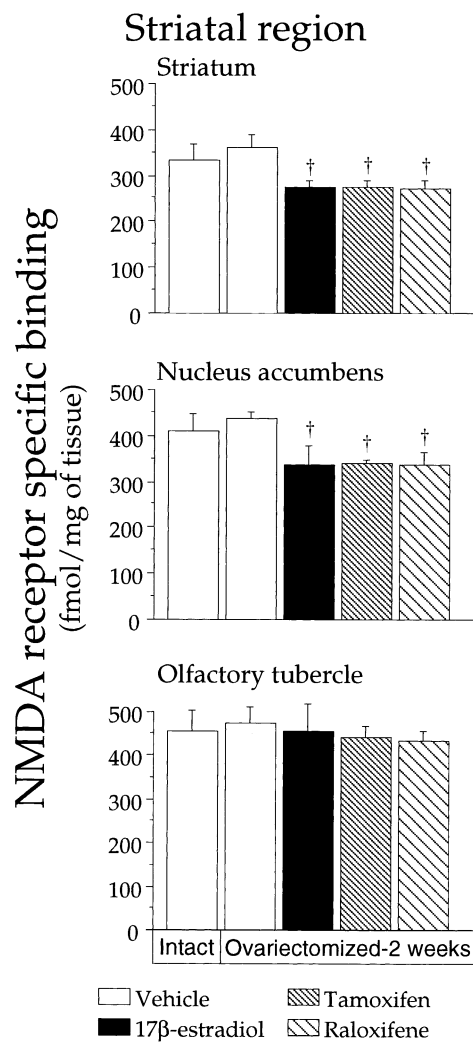 Striatal region
NMDA receptor specific binding
(fmol/mg of tissue)
Striatum
500
400
300
200
100
0
† † †
Nucleus accumbens
500
400
300
200
100
0
† † †
Olfactory tubercle
500
400
300
200
100
0
Intact Ovariectomized-2 weeks
Vehicle Tamoxifen
17β-estradiol Raloxifene